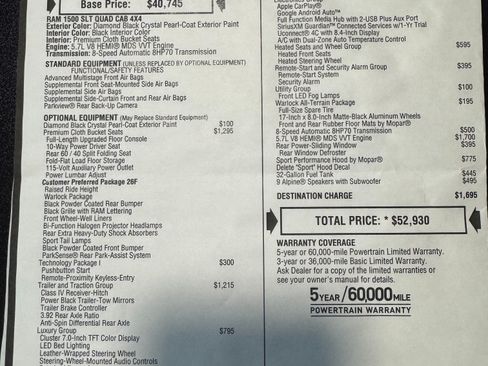 Base Price: $40,745
RAM 1500 SLT QUAD CAB 4X4
Exterior Color: Diamond Black Crystal Pearl-Coat Exterior Paint
Interior Color: Black Interior Color
Interior: Premium Cloth Bucket Seats
Engine: 5.7L V8 HEMI® MDS VVT Engine
Transmission: 8-Speed Automatic 8HP70 Transmission
STANDARD EQUIPMENT (UNLESS REPLACED BY OPTIONAL EQUIPMENT)
FUNCTIONAL/SAFETY FEATURES
Advanced Multistage Front Air Bags
Supplemental Front Seat-Mounted Side Air Bags
Supplemental Side Air Bags
Supplemental Side-Curtain Front and Rear Air Bags
Parkview® Rear Back-Up Camera
OPTIONAL EQUIPMENT (May Replace Standard Equipment)
Diamond Black Crystal Pearl-Coat Exterior Paint $100
Premium Cloth Bucket Seats $1,295
Full-Length Upgraded Floor Console
10-Way Power Driver Seat
Rear 60 / 40 Split Folding Seat
Fold-Flat Load Floor Storage
115-Volt Auxiliary Power Outlet
Power Lumbar Adjust
Customer Preferred Package 26F
Raised Ride Height
Warlock Package
Black Powder Coated Rear Bumper
Black Grille with RAM Lettering
Front Wheel-Well Liners
Bi-Function Halogen Projector Headlamps
Rear Extra Heavy-Duty Shock Absorbers
Sport Tail Lamps
Black Powder Coated Front Bumper
ParkSense® Rear Park-Assist System
Technology Package I $300
Pushbutton Start
Remote-Proximity Keyless-Entry
Trailer and Traction Group $1,215
Class IV Receiver-Hitch
Power Black Trailer-Tow Mirrors
Trailer Brake Controller
3.92 Rear Axle Ratio
Anti-Spin Differential Rear Axle
Luxury Group $795
Cluster 7.0-Inch TFT Color Display
LED Bed Lighting
Leather-Wrapped Steering Wheel
Steering-Wheel-Mounted Audio Controls
Apple CarPlay®
Google Android Auto™
Full Function Media Hub with 2-USB Plus Aux Port
SiriusXM Guardian™ Connected Services w/1-Yr Trial
Uconnect® 4C with 8.4-Inch Display
A/C with Dual-Zone Auto Temperature Control
Heated Seats and Wheel Group $595
Heated Front Seats
Heated Steering Wheel
Remote-Start and Security Alarm Group $395
Remote-Start System
Security Alarm
Utility Group $100
Front LED Fog Lamps
Warlock All-Terrain Package $195
Full-Size Spare Tire
17-Inch x 8.0-Inch Matte-Black Aluminum Wheels
Front and Rear Rubber Floor Mats by Mopar®
8-Speed Automatic 8HP70 Transmission $500
5.7L V8 HEMI® MDS VVT Engine $1,700
Rear Power-Sliding Window $395
Rear Window Defroster
Sport Performance Hood by Mopar® $775
Delete "Sport" Hood Decal
32-Gallon Fuel Tank $445
9 Alpine® Speakers with Subwoofer $495
DESTINATION CHARGE $1,695
TOTAL PRICE: * $52,930
WARRANTY COVERAGE
5-year or 60,000-mile Powertrain Limited Warranty.
3-year or 36,000-mile Basic Limited Warranty.
Ask Dealer for a copy of the limited warranties or
see your owner's manual for details.
5YEAR/60,000MILE
POWERTRAIN WARRANTY